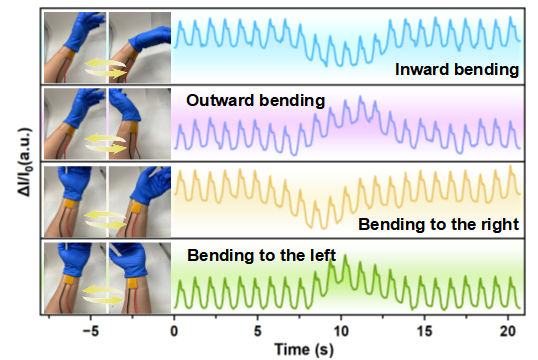 Inward bending
Outward bending
Bending to the right
Bending to the left
ΔI/I₀(a.u.)
−5 0 5 10 15 20
Time (s)